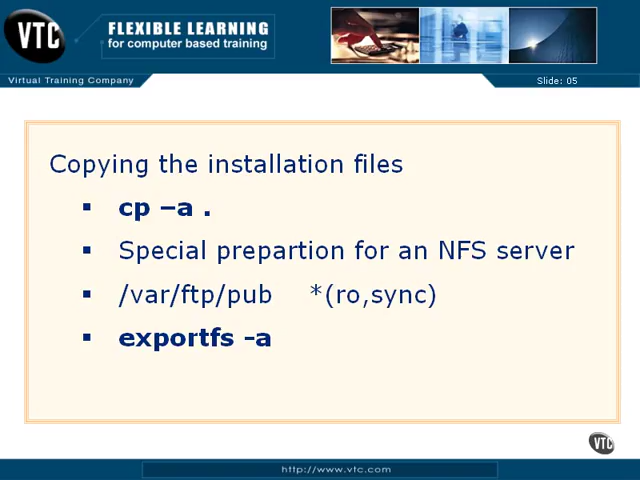 VTC
FLEXIBLE LEARNING
for computer based training
Virtual Training Company
Slide: 05
Copying the installation files
▪ cp –a .
▪ Special prepartion for an NFS server
▪ /var/ftp/pub *(ro,sync)
▪ exportfs -a
VTC
http://www.vtc.com